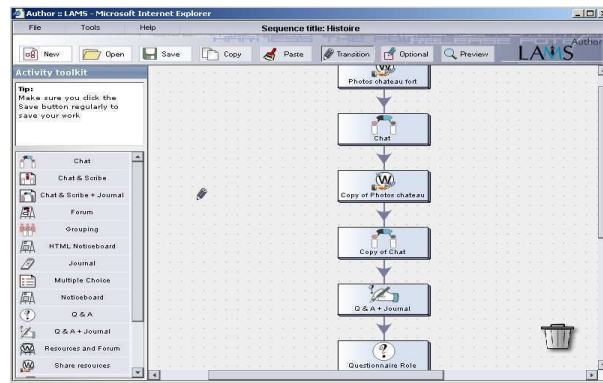 Author :: LAMS - Microsoft Internet Explorer
File Tools Help Sequence title: Histoire
New Open Save Copy Paste Transition Optional Preview LAMS Author
Activity toolkit
Tip:
Make sure you click the
Save button regularly to
save your work
Chat
Chat & Scribe
Chat & Scribe + Journal
Forum
Grouping
HTML Noticeboard
Journal
Multiple Choice
Noticeboard
Q & A
Q & A + Journal
Resources and Forum
Share resources
Photos chateau fort
Chat
Copy of Photos chateau
Copy of Chat
Q & A + Journal
Questionnaire Role